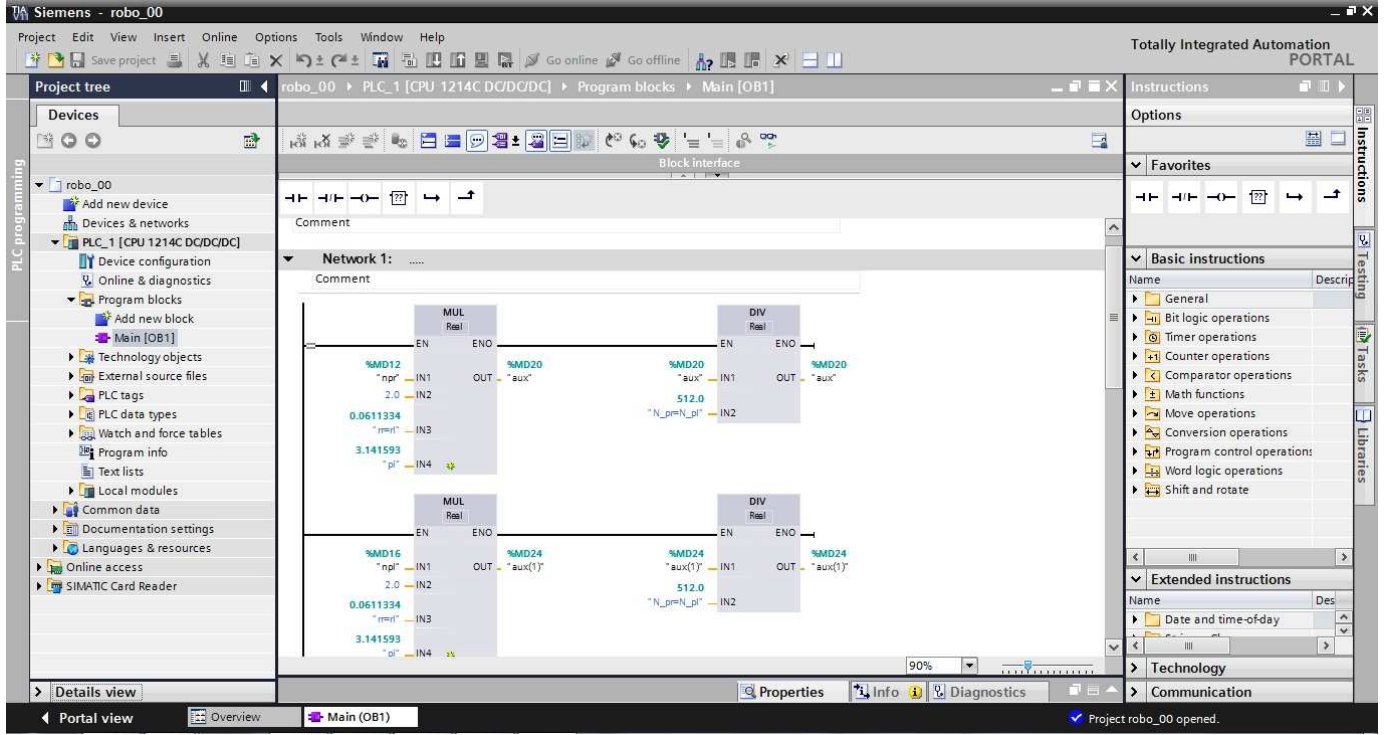 Siemens - robo_00
Project Edit View Insert Online Options Tools Window Help
Totally Integrated Automation
PORTAL
Save project Go online Go offline
Project tree
robo_00 PLC_1 [CPU 1214C DC/DC/DC] Program blocks Main [OB1]
Instructions
Devices
Options
Block interface
Favorites
PLC programming
robo_00
Add new device
Devices & networks
PLC_1 [CPU 1214C DC/DC/DC]
Device configuration
Online & diagnostics
Program blocks
Add new block
Main [OB1]
Technology objects
External source files
PLC tags
PLC data types
Watch and force tables
Program info
Text lists
Local modules
Common data
Documentation settings
Languages & resources
Online access
SIMATIC Card Reader
Details view
Comment
Network 1: .....
Comment
MUL
Real
EN ENO
%MD12
"npr" IN1
2.0 IN2
0.0611334
"rr=rl" IN3
3.141593
"pi" IN4
%MD20
OUT "aux"
DIV
Real
EN ENO
%MD20
"aux" IN1
512.0
"N_pr=N_pl" IN2
%MD20
OUT "aux"
MUL
Real
EN ENO
%MD16
"npl" IN1
2.0 IN2
0.0611334
"rr=rl" IN3
3.141593
"pi" IN4
%MD24
OUT "aux(1)"
DIV
Real
EN ENO
%MD24
"aux(1)" IN1
512.0
"N_pr=N_pl" IN2
%MD24
OUT "aux(1)"
90%
Properties Info Diagnostics
Basic instructions
Name Descrip
General
Bit logic operations
Timer operations
Counter operations
Comparator operations
Math functions
Move operations
Conversion operations
Program control operations
Word logic operations
Shift and rotate
Extended instructions
Name Des
Date and time-of-day
Technology
Communication
Instructions
Testing
Tasks
Libraries
Portal view Overview Main (OB1)
Project robo_00 opened.